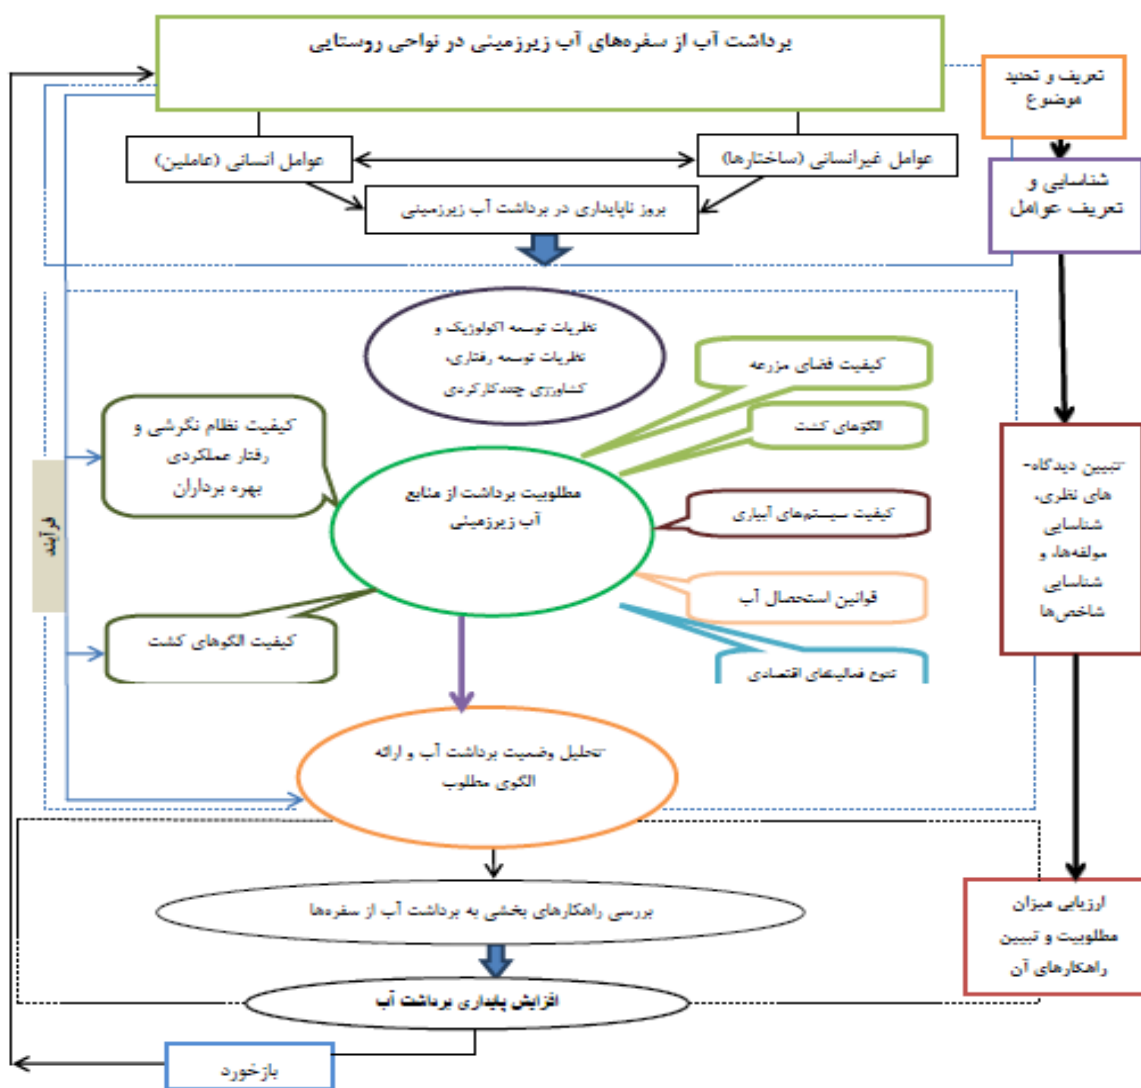 برداشت آب از سفره‌های آب زیرزمینی در نواحی روستایی
تعریف و تحدید
موضوع
عوامل غیرانسانی (ساختارها)
عوامل انسانی (عاملین)
شناسایی و
تعریف عوامل
بروز ناپایداری در برداشت آب زیرزمینی
نظریات توسعه اکولوژیک و
نظریات توسعه رفتاری،
کشاورزی چندکارکردی
کیفیت فضای مزرعه
الگوهای کشت
کیفیت نظام نگرشی و
رفتار عملکردی
بهره برداران
مطلوبیت برداشت از منابع
آب زیرزمینی
کیفیت سیستم‌های آبیاری
قوانین استحصال آب
تنوع فعالیتهای اقتصادی
کیفیت الگوهای کشت
فرآیند
تبیین دیدگاه-
های نظری،
شناسایی
مولفه‌ها، و
شناسایی
شاخص‌ها
تحلیل وضعیت برداشت آب و ارائه
الگوی مطلوب
بررسی راهکارهای بخشی به برداشت آب از سفره‌ها
ارزیابی میزان
مطلوبیت و تبیین
راهکارهای آن
افزایش پایداری برداشت آب
بازخورد